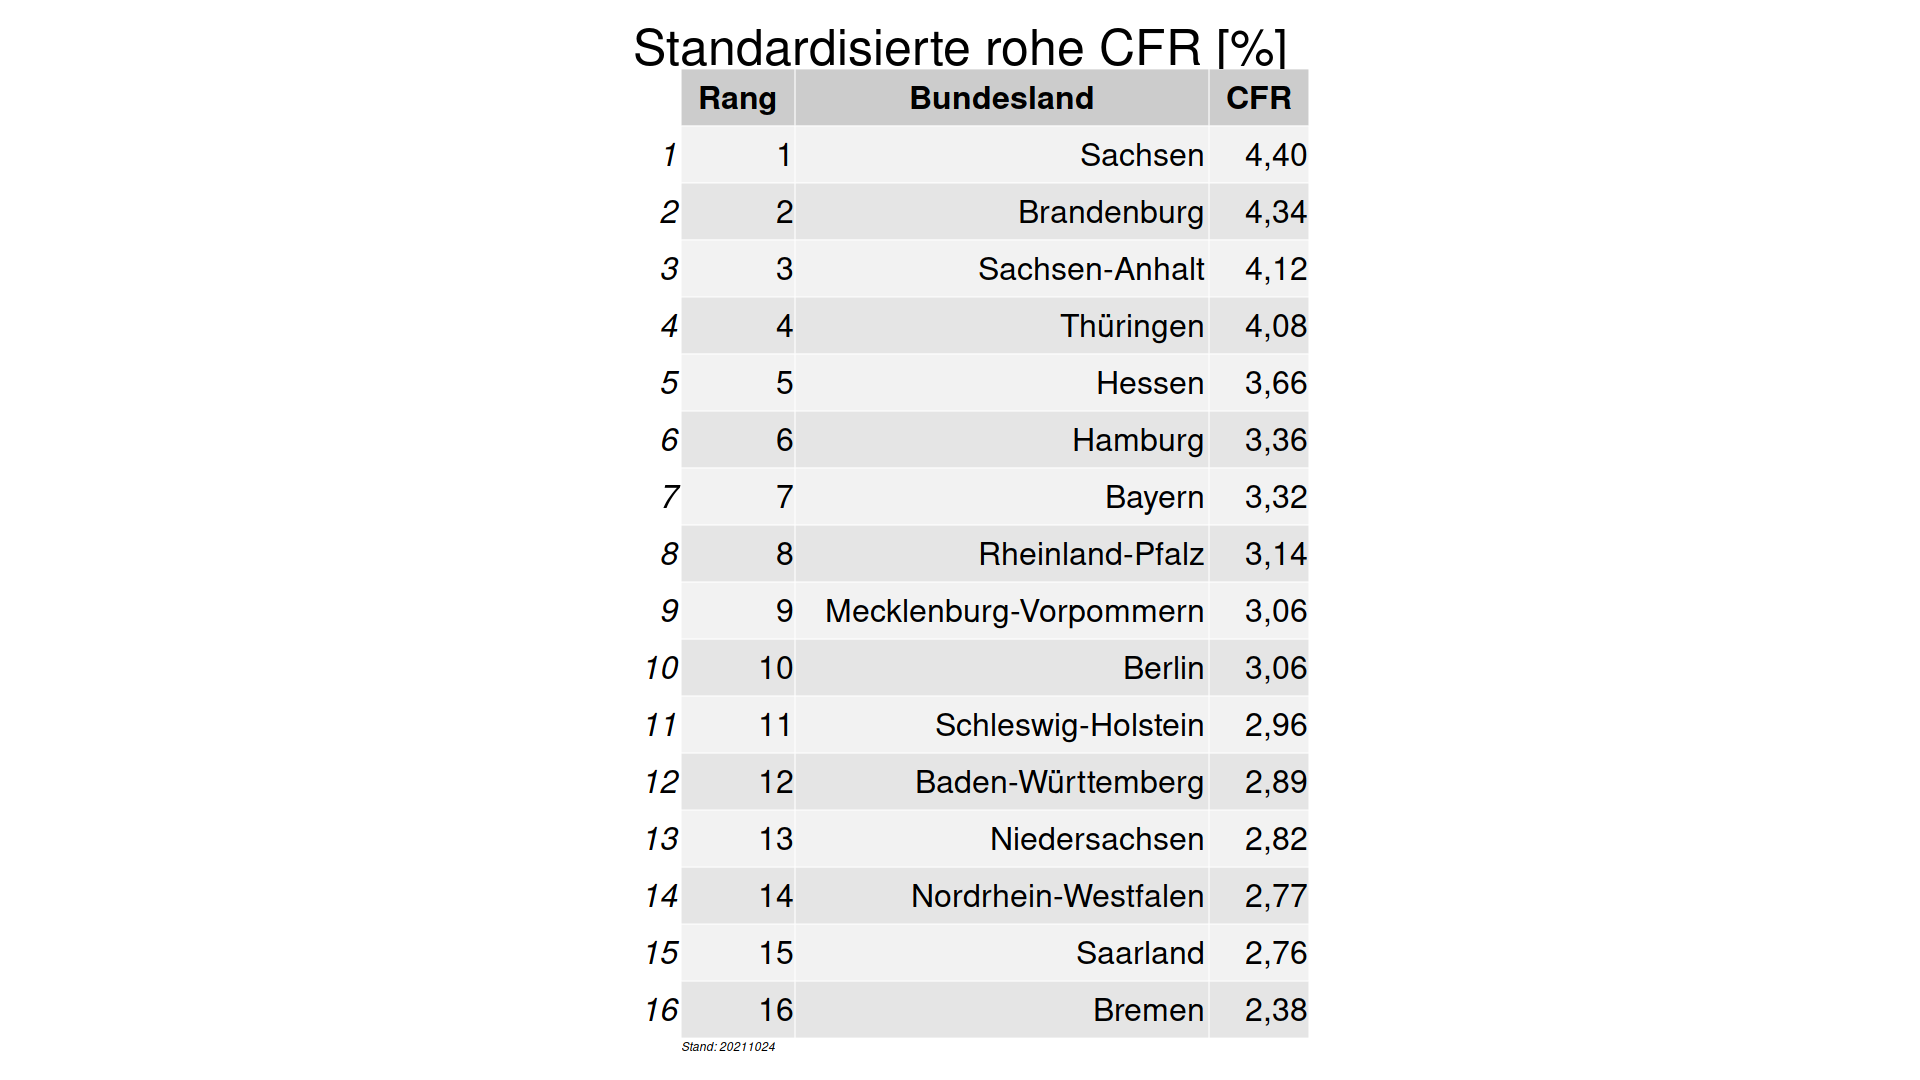 Standardisierte rohe CFR [%]
Rang Bundesland CFR
1 1 Sachsen 4,40
2 2 Brandenburg 4,34
3 3 Sachsen-Anhalt 4,12
4 4 Thüringen 4,08
5 5 Hessen 3,66
6 6 Hamburg 3,36
7 7 Bayern 3,32
8 8 Rheinland-Pfalz 3,14
9 9 Mecklenburg-Vorpommern 3,06
10 10 Berlin 3,06
11 11 Schleswig-Holstein 2,96
12 12 Baden-Württemberg 2,89
13 13 Niedersachsen 2,82
14 14 Nordrhein-Westfalen 2,77
15 15 Saarland 2,76
16 16 Bremen 2,38
Stand: 20211024